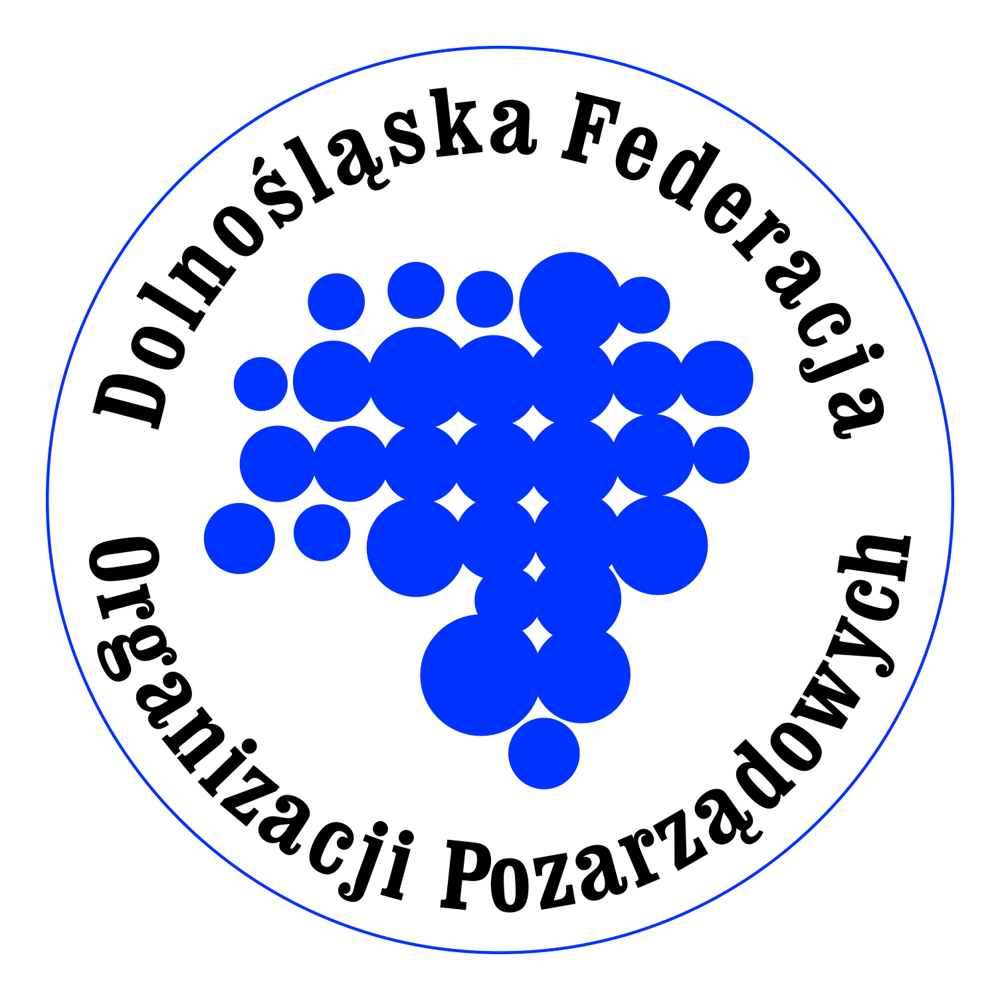 Dolnośląska Federacja
Organizacji Pozarządowych